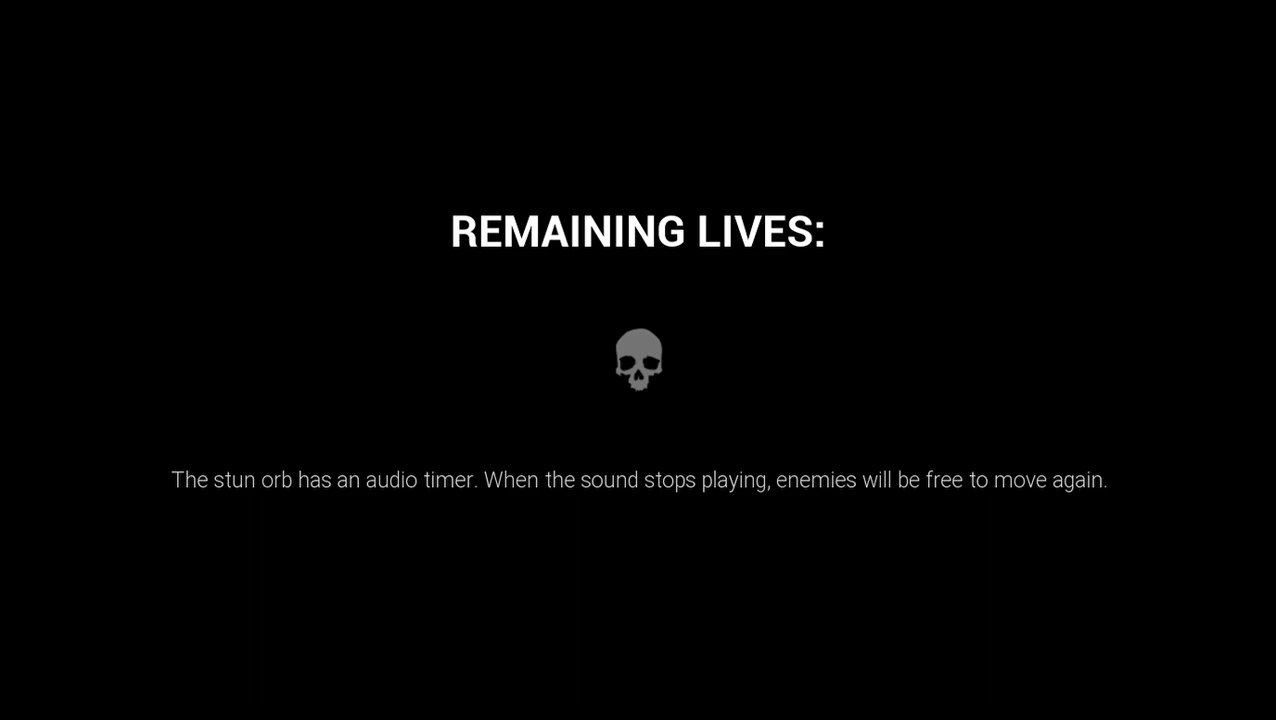 REMAINING LIVES:
The stun orb has an audio timer. When the sound stops playing, enemies will be free to move again.